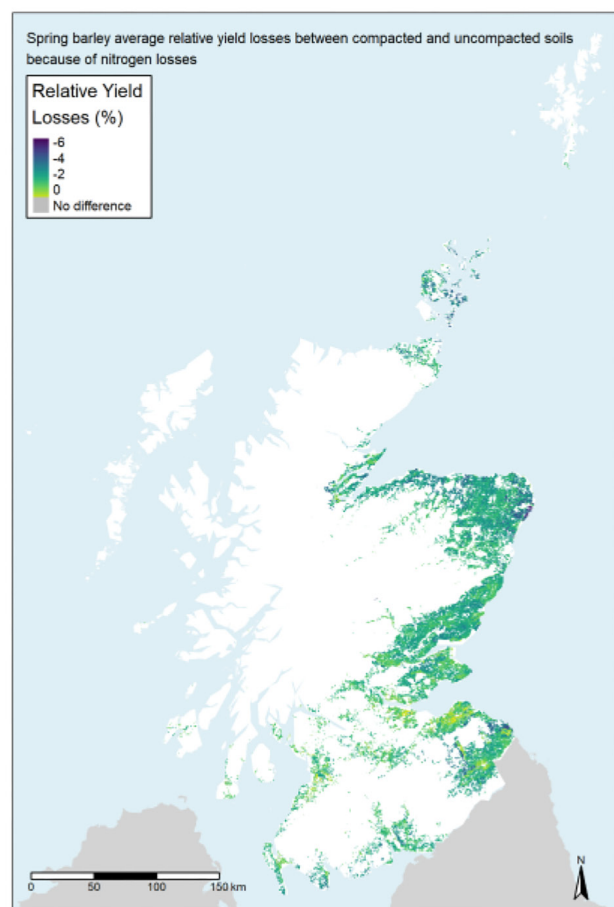 Spring barley average relative yield losses between compacted and uncompacted soils
because of nitrogen losses
Relative Yield
Losses (%)
-6
-4
-2
0
No difference
0 50 100 150 km
N